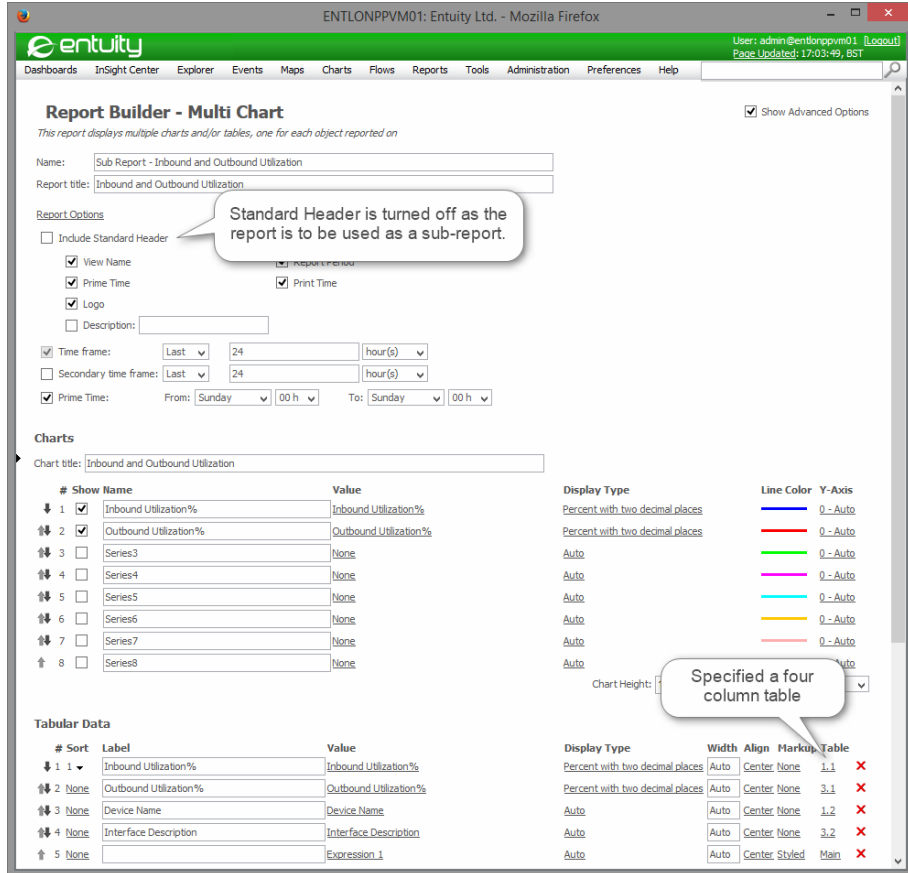 ENTLONPPVM01: Entuity Ltd. - Mozilla Firefox
entuity
User: admin@entlonppvm01 [Logout]
Page Updated: 17:03:49, BST
Dashboards InSight Center Explorer Events Maps Charts Flows Reports Tools Administration Preferences Help
Report Builder - Multi Chart
Show Advanced Options
This report displays multiple charts and/or tables, one for each object reported on
Name: Sub Report - Inbound and Outbound Utilization
Report title: Inbound and Outbound Utilization
Report Options
Standard Header is turned off as the
report is to be used as a sub-report.
Include Standard Header
View Name Report Period
Prime Time Print Time
Logo
Description:
Time frame: Last 24 hour(s)
Secondary time frame: Last 24 hour(s)
Prime Time: From: Sunday 00 h To: Sunday 00 h
Charts
Chart title: Inbound and Outbound Utilization
# Show Name Value Display Type Line Color Y-Axis
1 Inbound Utilization% Inbound Utilization% Percent with two decimal places 0 - Auto
2 Outbound Utilization% Outbound Utilization% Percent with two decimal places 0 - Auto
3 Series3 None Auto 0 - Auto
4 Series4 None Auto 0 - Auto
5 Series5 None Auto 0 - Auto
6 Series6 None Auto 0 - Auto
7 Series7 None Auto 0 - Auto
8 Series8 None Auto Auto
Chart Height:
Specified a four
column table
Tabular Data
# Sort Label Value Display Type Width Align Markup Table
1 1 Inbound Utilization% Inbound Utilization% Percent with two decimal places Auto Center None 1.1
2 None Outbound Utilization% Outbound Utilization% Percent with two decimal places Auto Center None 3.1
3 None Device Name Device Name Auto Auto Center None 1.2
4 None Interface Description Interface Description Auto Auto Center None 3.2
5 None Expression 1 Auto Auto Center Styled Main